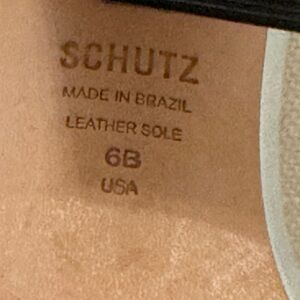 SCHUTZ
MADE IN BRAZIL
LEATHER SOLE
6B
USA